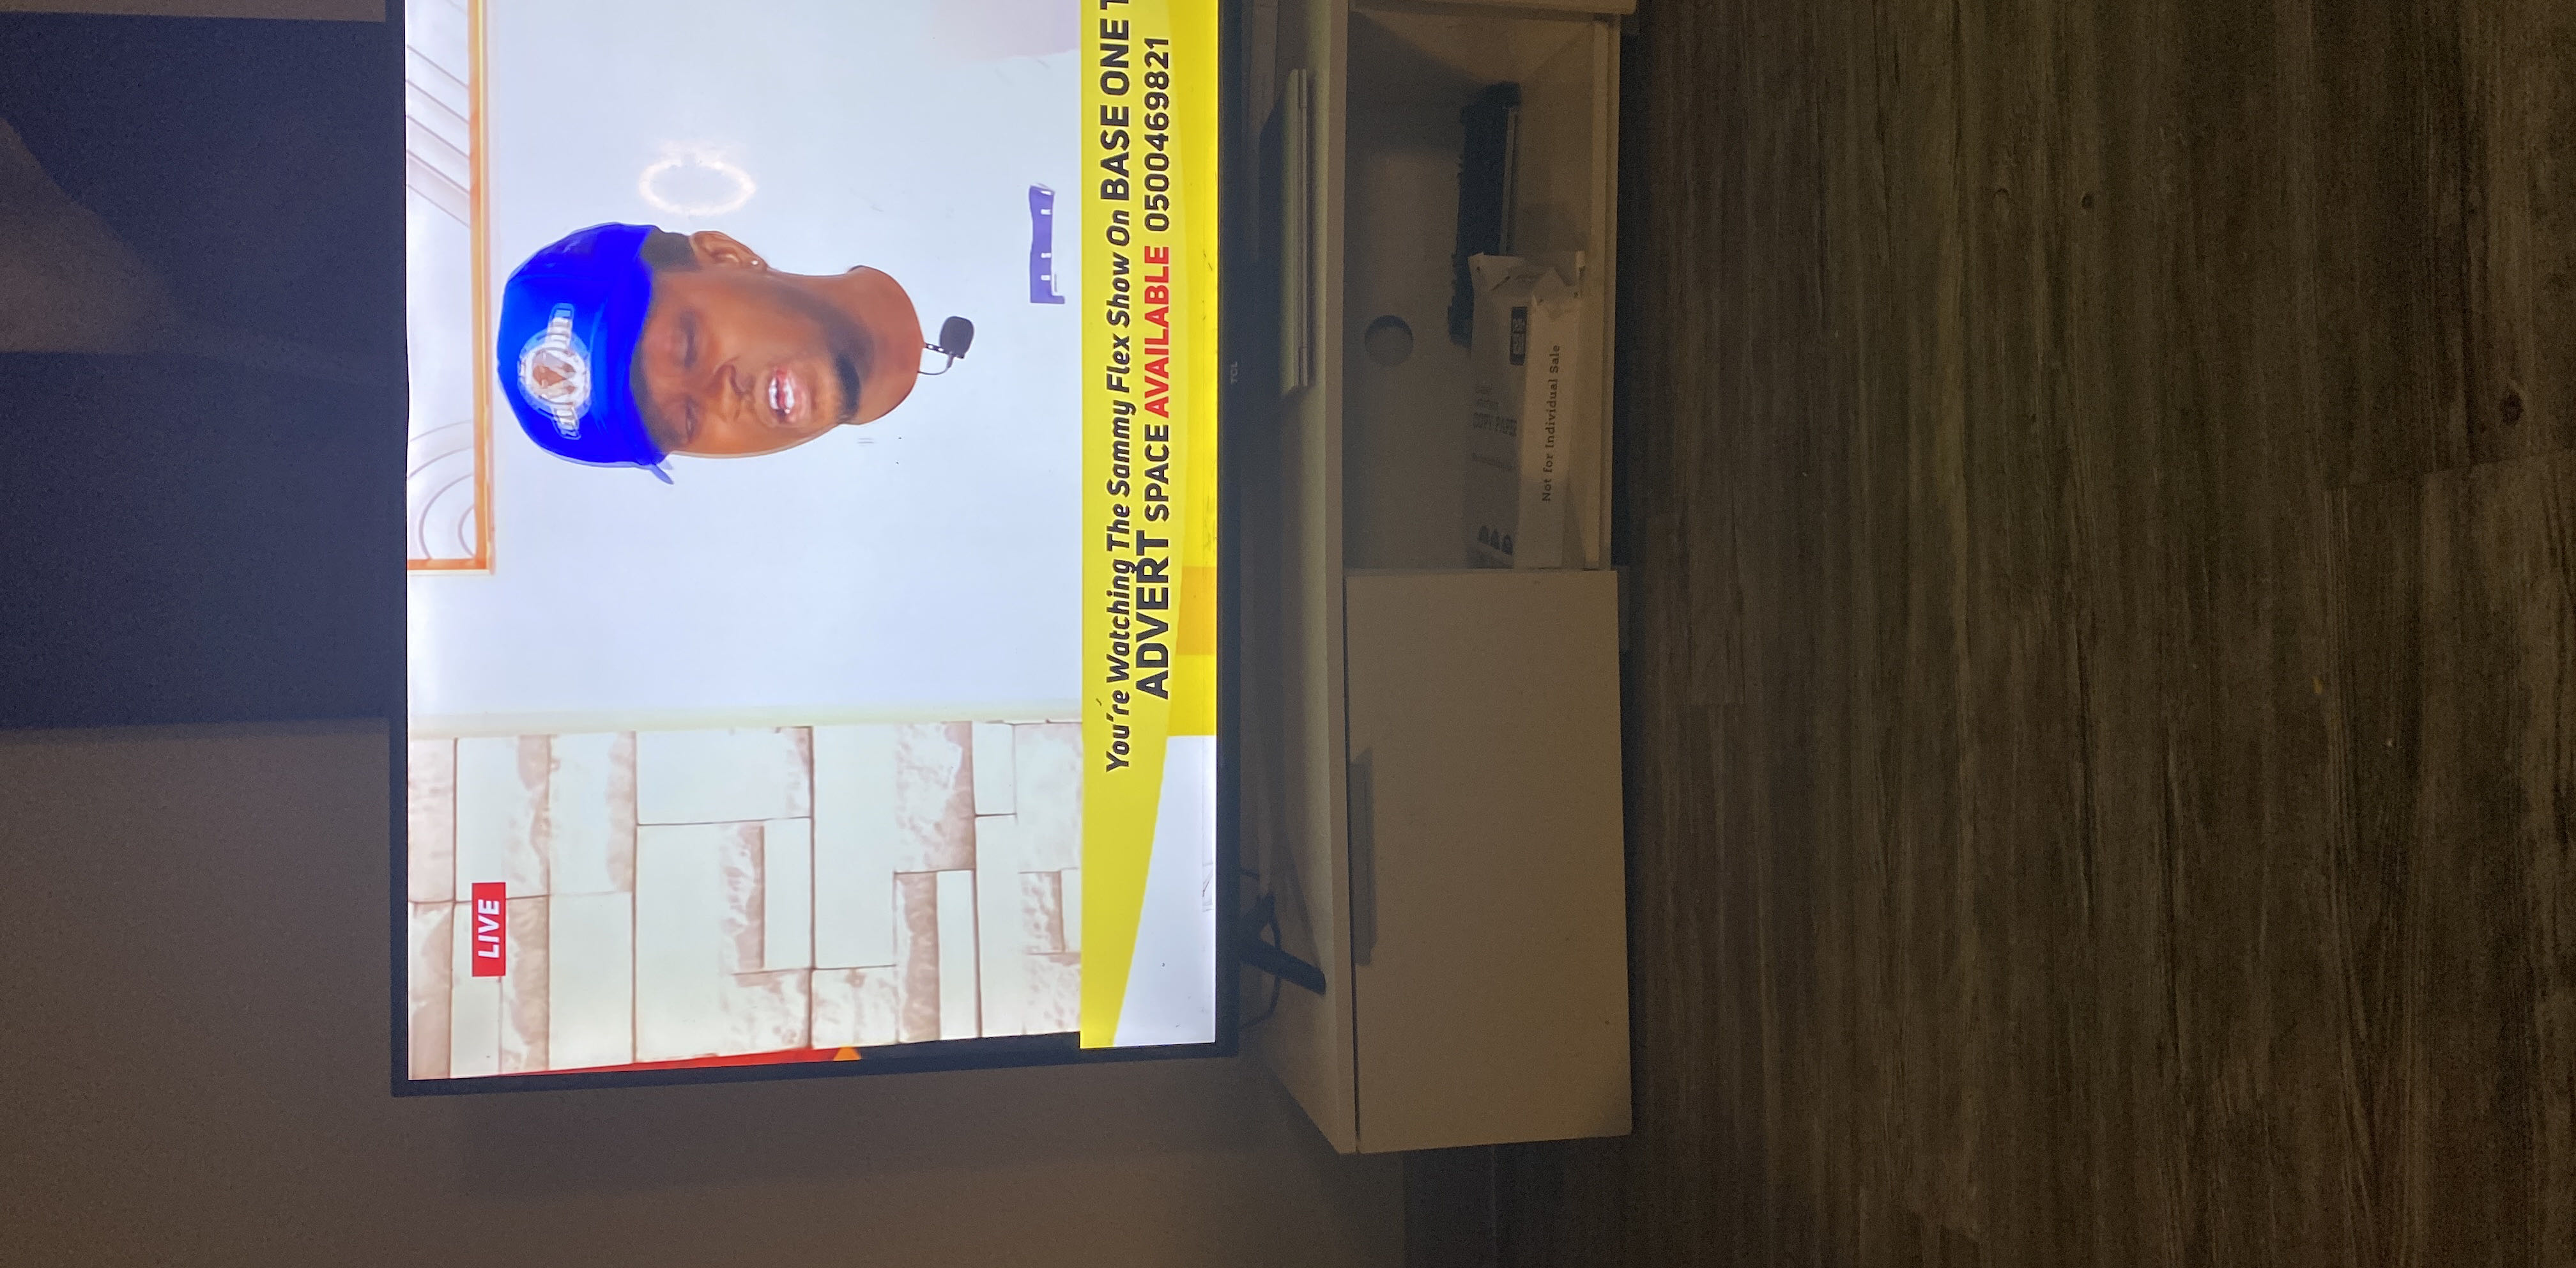 LIVE
You're Watching The Sammy Flex Show On BASE ONE T
ADVERT SPACE AVAILABLE 0500469821
TCL
Not for Individual Sale